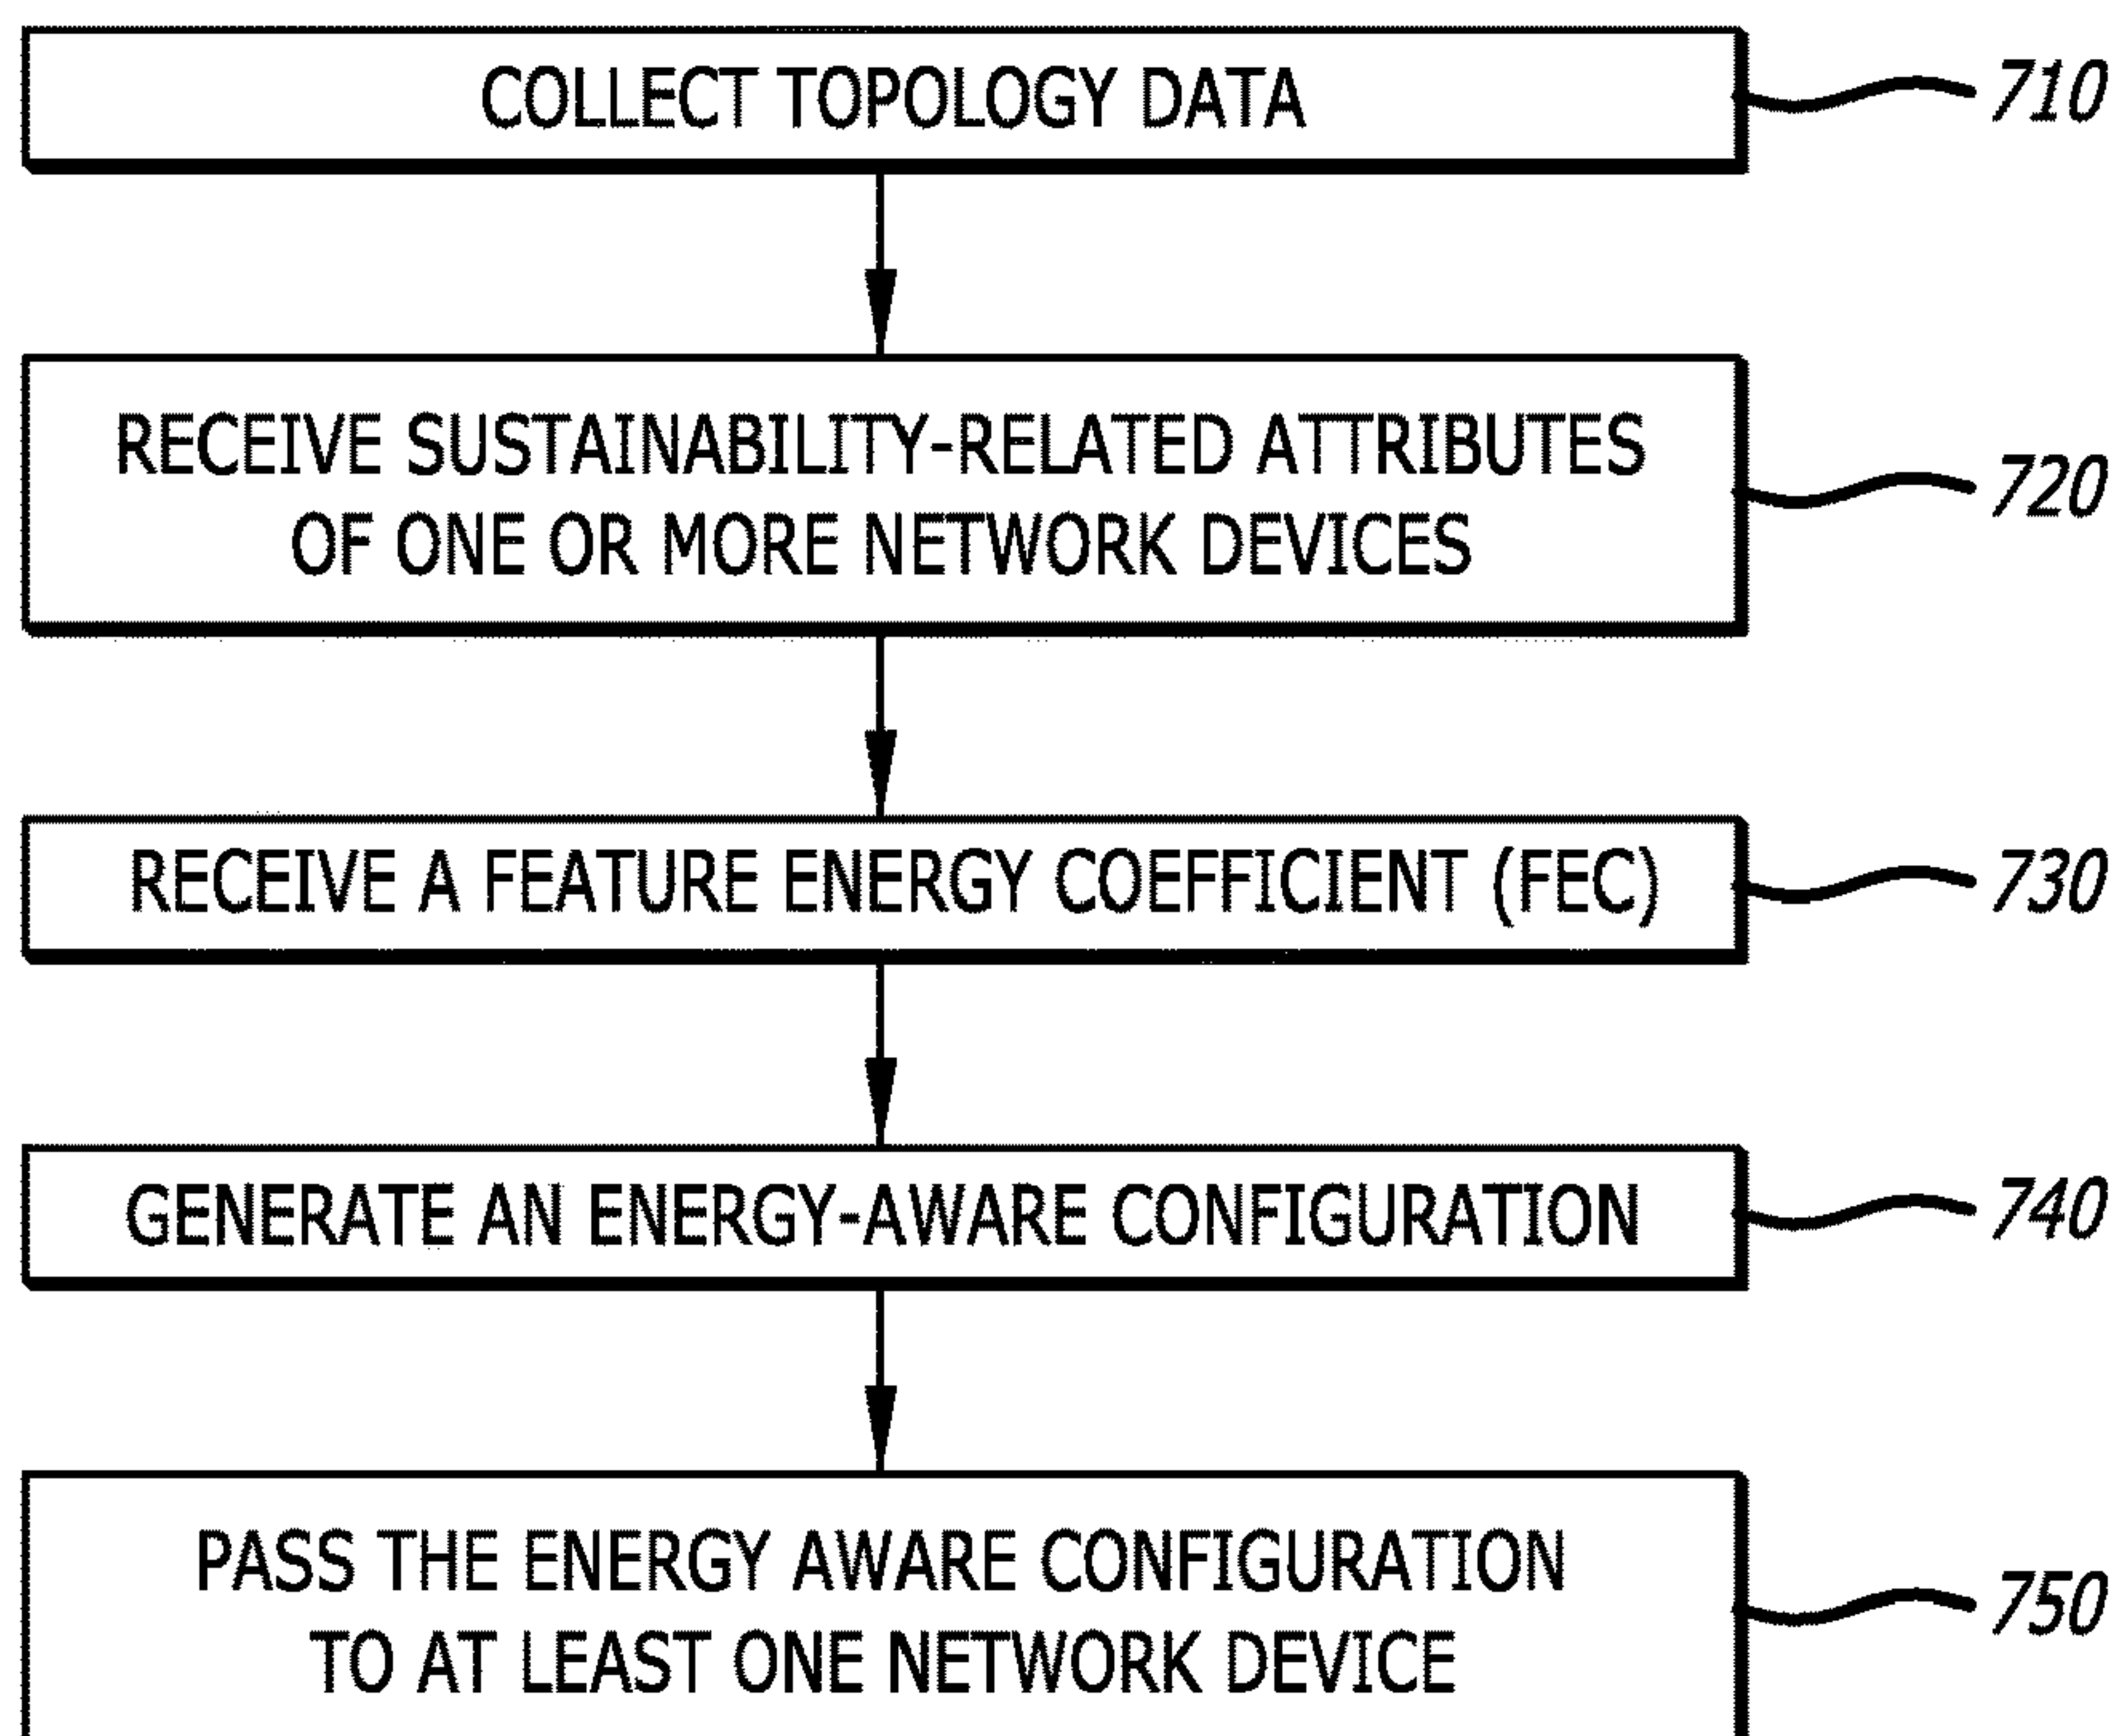 COLLECT TOPOLOGY DATA
710
RECEIVE SUSTAINABILITY-RELATED ATTRIBUTES
OF ONE OR MORE NETWORK DEVICES
720
RECEIVE A FEATURE ENERGY COEFFICIENT (FEC)
730
GENERATE AN ENERGY-AWARE CONFIGURATION
740
PASS THE ENERGY AWARE CONFIGURATION
TO AT LEAST ONE NETWORK DEVICE
750